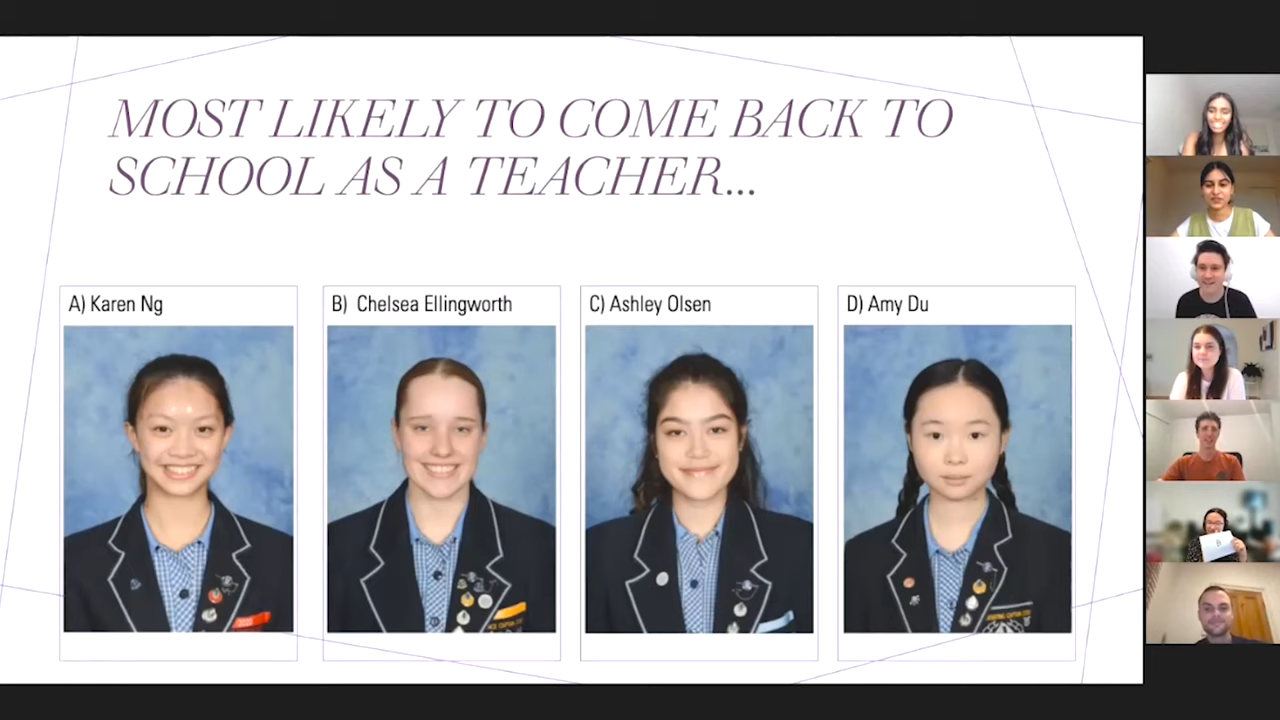 MOST LIKELY TO COME BACK TO
SCHOOL AS A TEACHER...
A) Karen Ng
B) Chelsea Ellingworth
C) Ashley Olsen
D) Amy Du